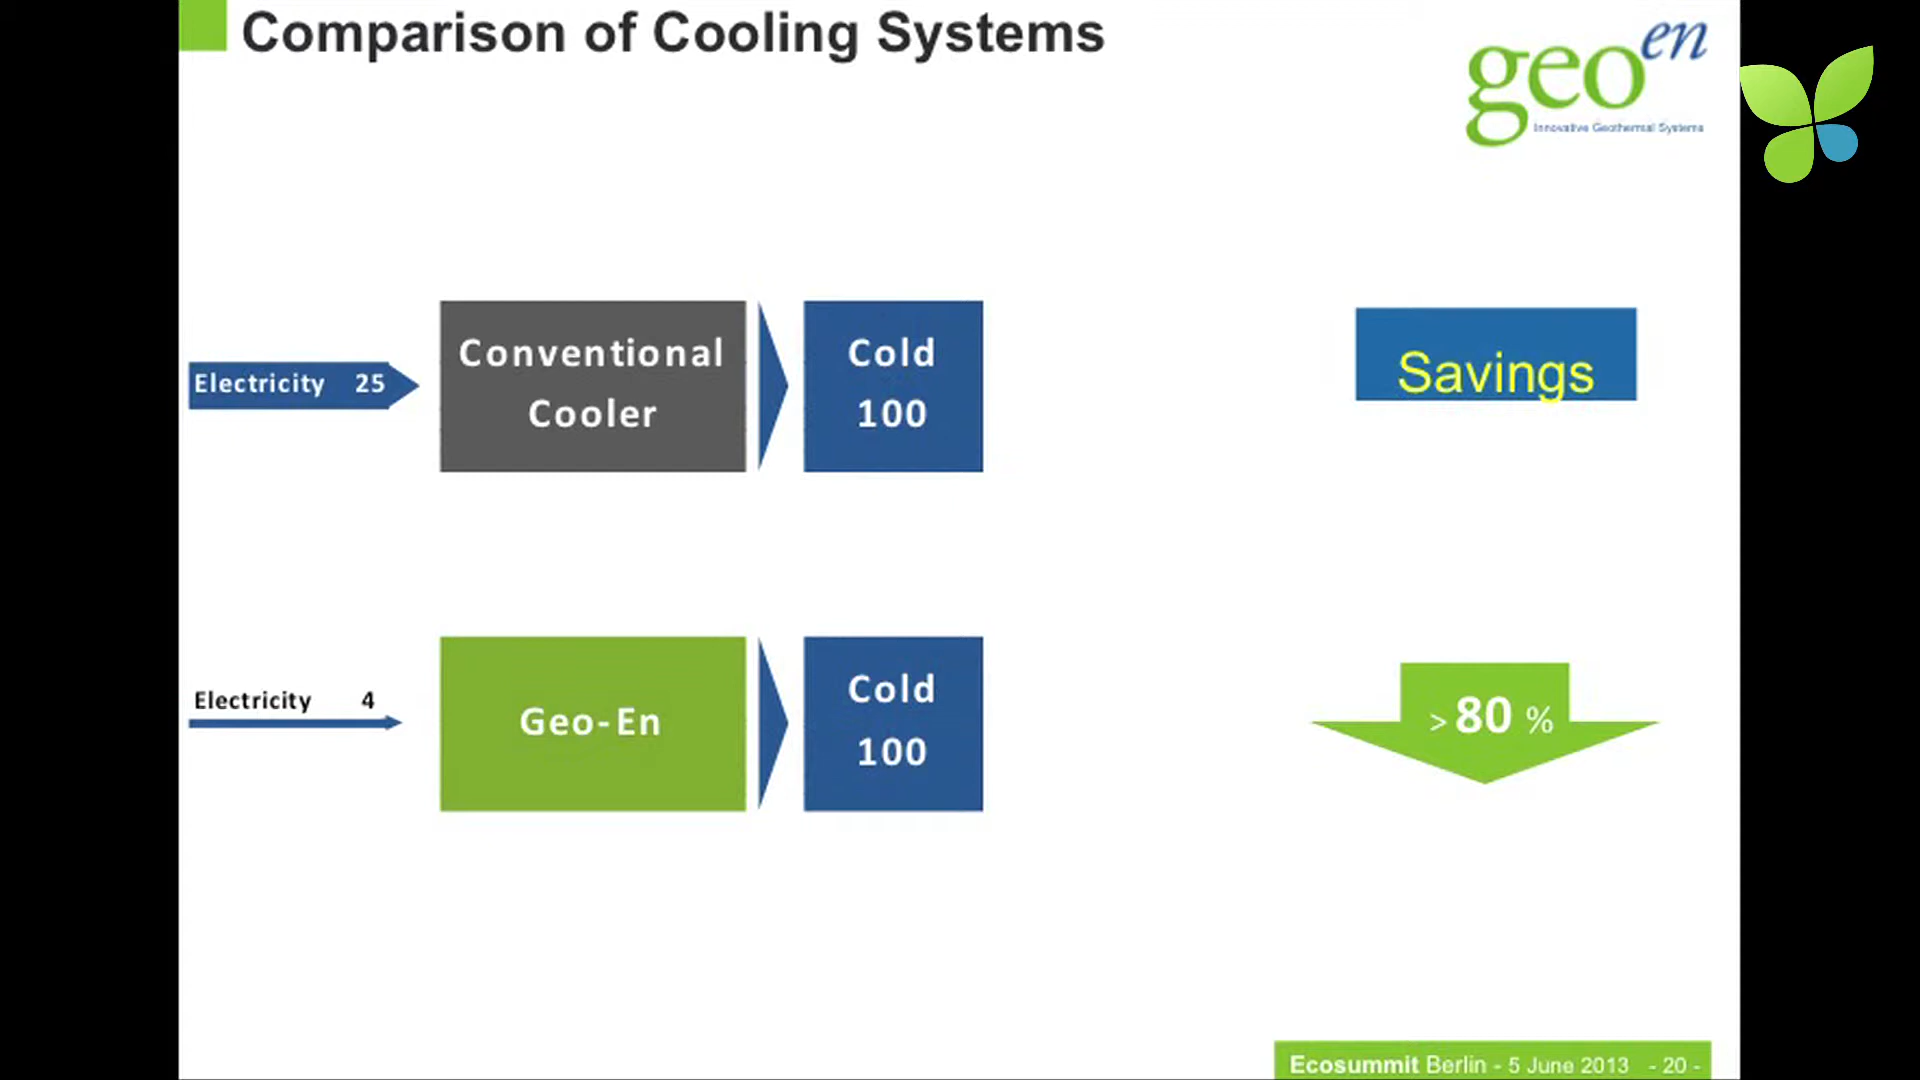 Comparison of Cooling Systems
geo en
Innovative Geothermal Systems
Electricity 25
Conventional
Cooler
Cold
100
Savings
Electricity 4
Geo-En
Cold
100
> 80 %
Ecosummit Berlin - 5 June 2013 - 20 -